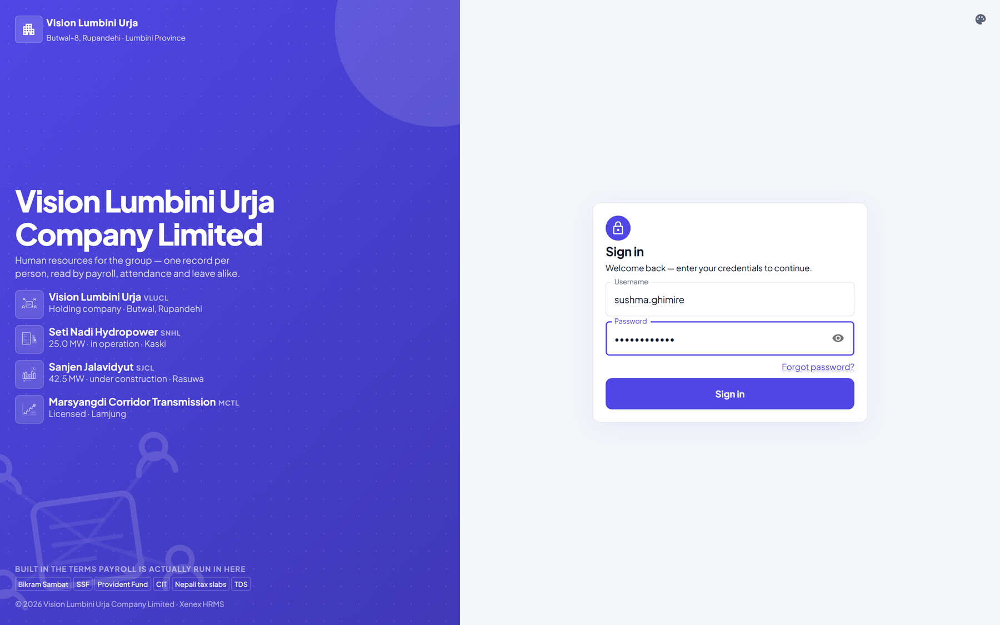 Vision Lumbini Urja
Butwal-8, Rupandehi · Lumbini Province
Vision Lumbini Urja
Company Limited
Human resources for the group — one record per
person, read by payroll, attendance and leave alike.
Vision Lumbini Urja VLUCL
Holding company · Butwal, Rupandehi
Seti Nadi Hydropower SNHL
25.0 MW · in operation · Kaski
Sanjen Jalavidyut SJCL
42.5 MW · under construction · Rasuwa
Marsyangdi Corridor Transmission MCTL
Licensed · Lamjung
BUILT IN THE TERMS PAYROLL IS ACTUALLY RUN IN HERE
Bikram Sambat SSF Provident Fund CIT Nepali tax slabs TDS
© 2026 Vision Lumbini Urja Company Limited · Xenex HRMS
Sign in
Welcome back — enter your credentials to continue.
Username
sushma.ghimire
Password
••••••••••••
Forgot password?
Sign in